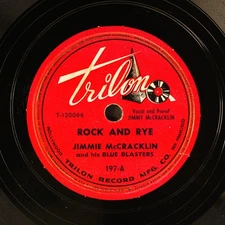 Trilon
Vocal and Piano
T-120066
JIMMY McCRACKLIN
ROCK AND RYE
JIMMIE McCRACKLIN
and his BLUE BLASTERS
197-A
TRILON RECORD MFG. CO.